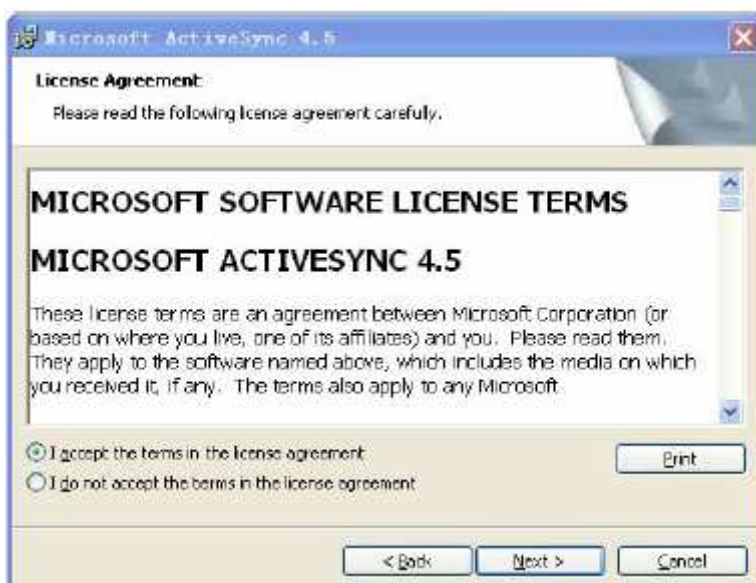 Microsoft ActiveSync 4.5
License Agreement
Please read the following license agreement carefully.
MICROSOFT SOFTWARE LICENSE TERMS
MICROSOFT ACTIVESYNC 4.5
These license terms are an agreement between Microsoft Corporation (or
based on where you live, one of its affiliates) and you. Please read them.
They apply to the software named above, which includes the media on which
you received it, if any. The terms also apply to any Microsoft
I accept the terms in the license agreement
Print
I do not accept the terms in the license agreement
< Back
Next >
Cancel